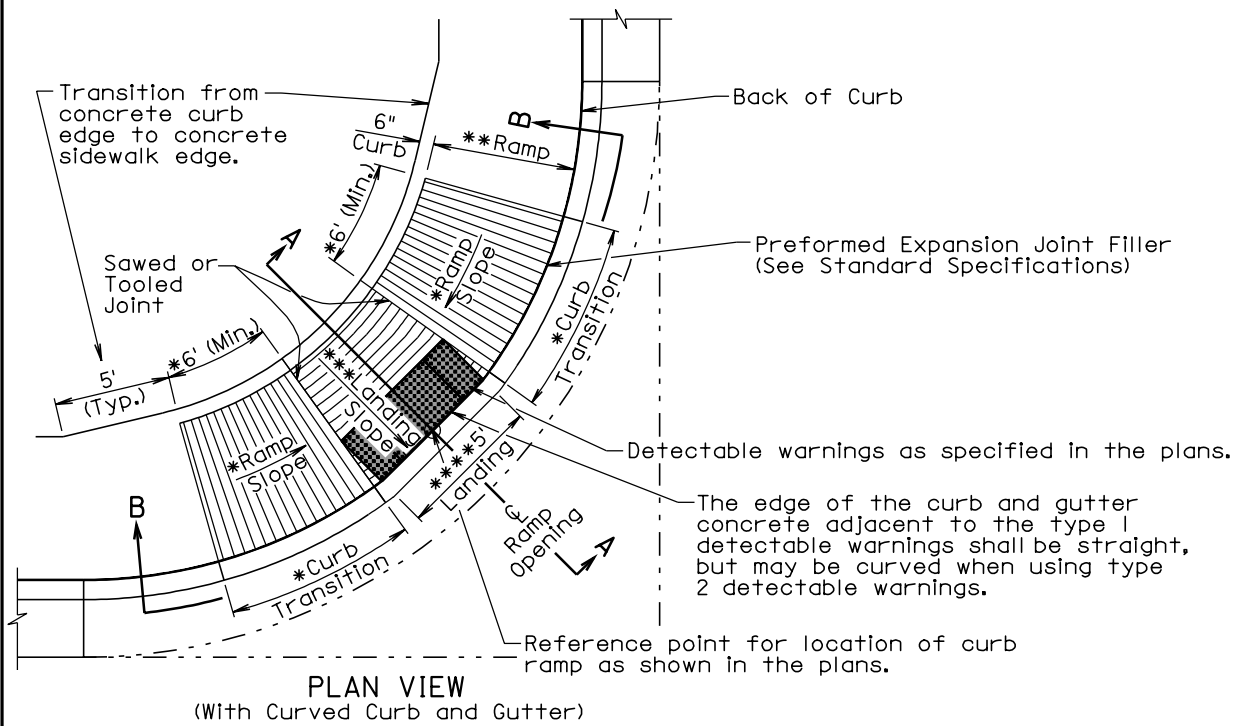 Transition from
concrete curb
edge to concrete
sidewalk edge.
6"
Curb
**Ramp
B
Back of Curb
*6' (Min.)
A
Sawed or
Tooled
Joint
*Ramp
Slope
Preformed Expansion Joint Filler
(See Standard Specifications)
*Curb
Transition
*6' (Min.)
5'
(Typ.)
***Landing
Slope
*Ramp
Slope
Detectable warnings as specified in the plans.
****5'
Landing
The edge of the curb and gutter
concrete adjacent to the type I
detectable warnings shall be straight,
but may be curved when using type
2 detectable warnings.
B
℄
Ramp
Opening
A
*Curb
Transition
Reference point for location of curb
ramp as shown in the plans.
PLAN VIEW
(With Curved Curb and Gutter)